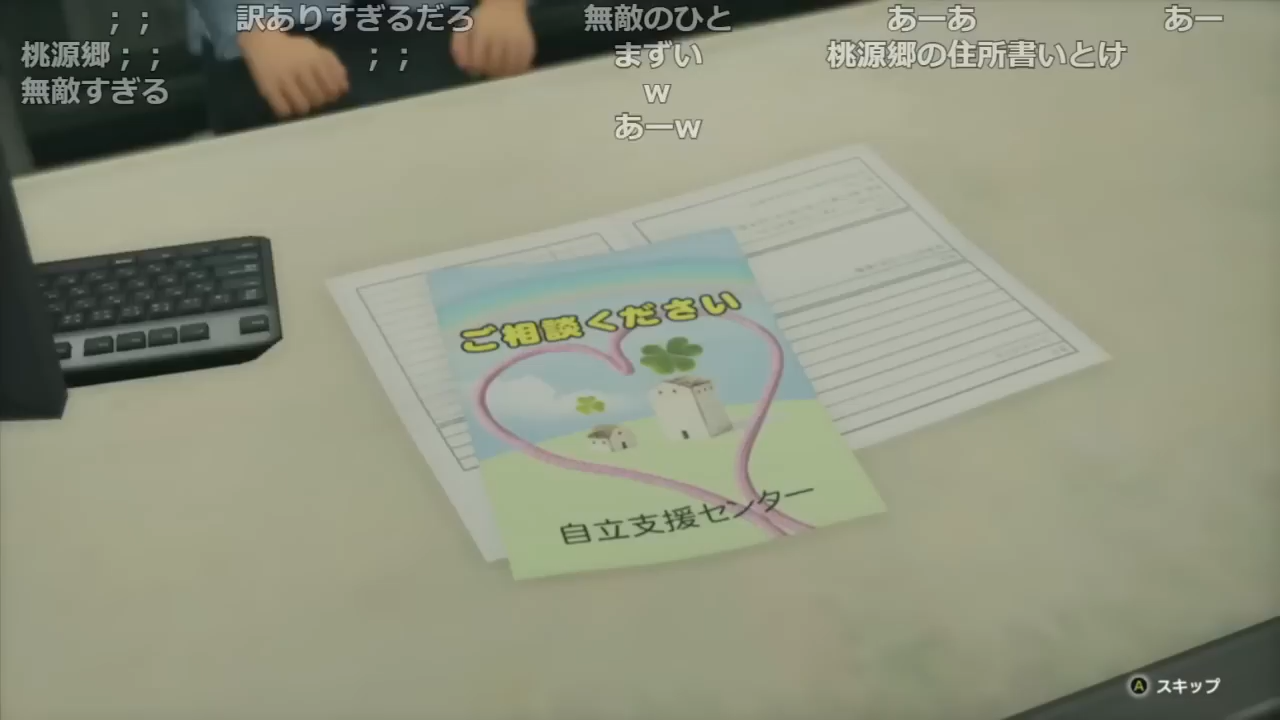 ；；
訳ありすぎるだろ
無敵のひと
あーあ
あー
桃源郷；；
；；
まずい
桃源郷の住所書いとけ
無敵すぎる
w
あーw
ご相談ください
自立支援センター
A スキップ